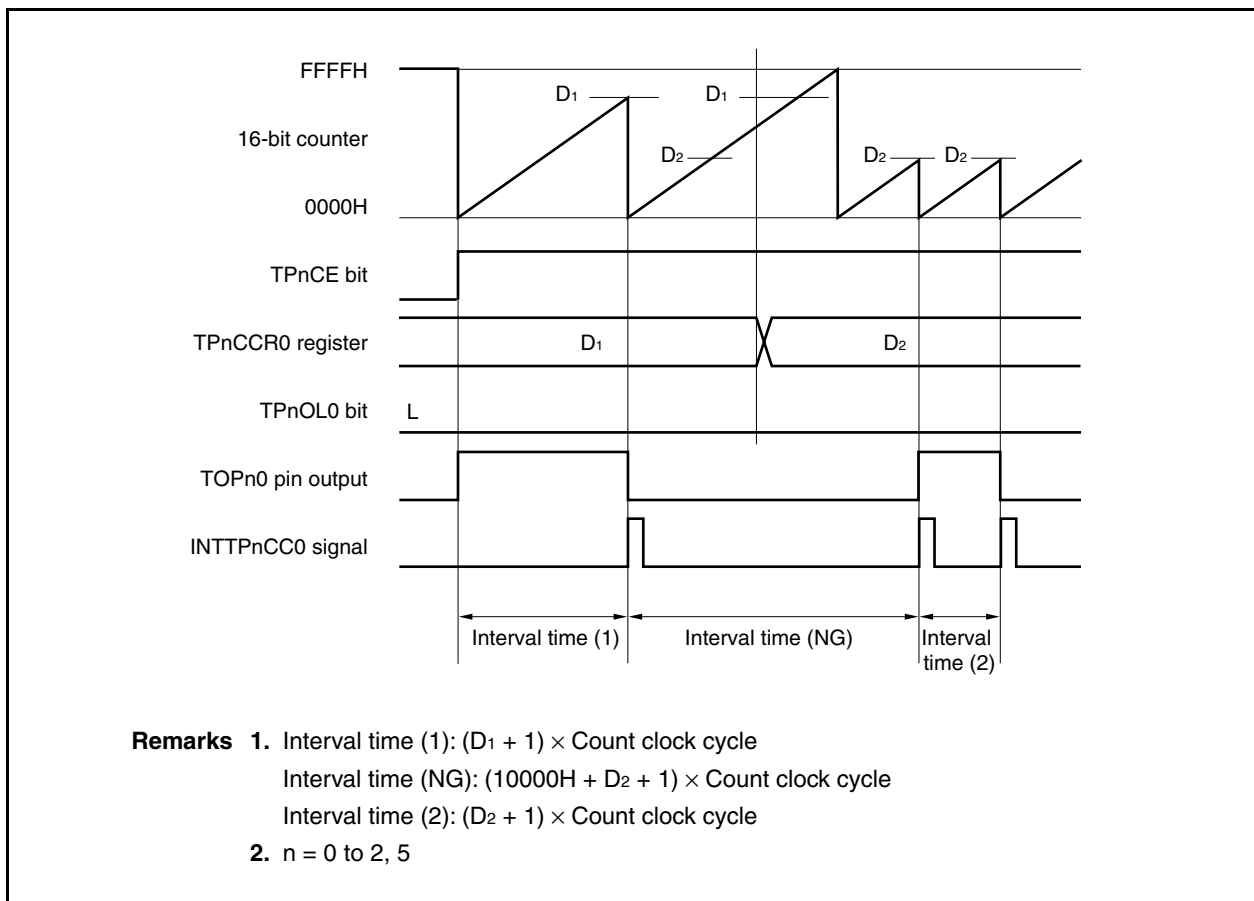 FFFFH
D1
D1
16-bit counter
D2
D2
D2
0000H
TPnCE bit
TPnCCR0 register
D1
D2
TPnOL0 bit
L
TOPn0 pin output
INTTPnCC0 signal
Interval time (1)
Interval time (NG)
Interval
time (2)
Remarks 1. Interval time (1): (D1 + 1) × Count clock cycle
Interval time (NG): (10000H + D2 + 1) × Count clock cycle
Interval time (2): (D2 + 1) × Count clock cycle
2. n = 0 to 2, 5